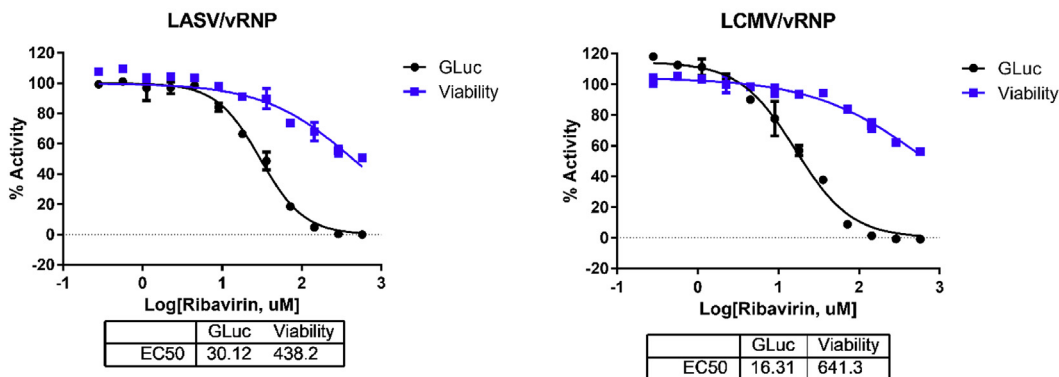 LASV/vRNP
120
100
80
60
40
20
0
-20
% Activity
-1
0
1
2
3
Log[Ribavirin, uM]
GLuc
Viability
GLuc Viability
EC50 30.12 438.2
LCMV/vRNP
120
100
80
60
40
20
0
-20
% Activity
-1
0
1
2
3
Log[Ribavirin, uM]
GLuc
Viability
GLuc Viability
EC50 16.31 641.3